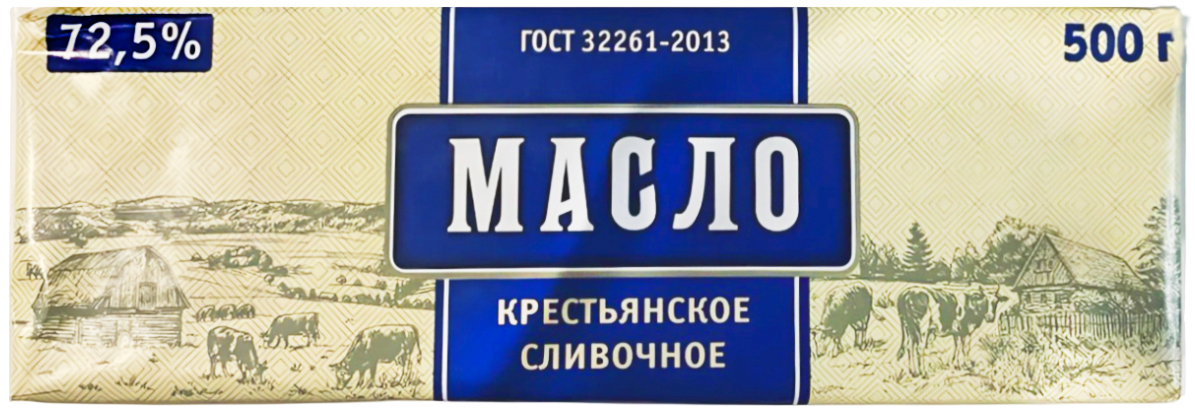 72,5%
ГОСТ 32261-2013
500 г
МАСЛО
КРЕСТЬЯНСКОЕ
СЛИВОЧНОЕ